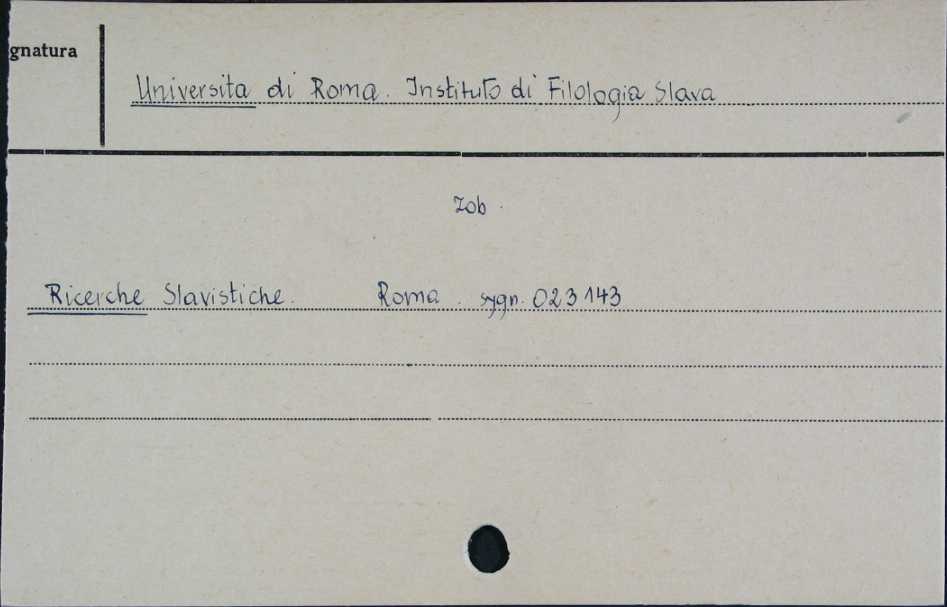 gnatura
Universita di Roma. Instituto di Filologia Slava
Zob.
Ricerche Slavistiche. Roma. sygn. 023143